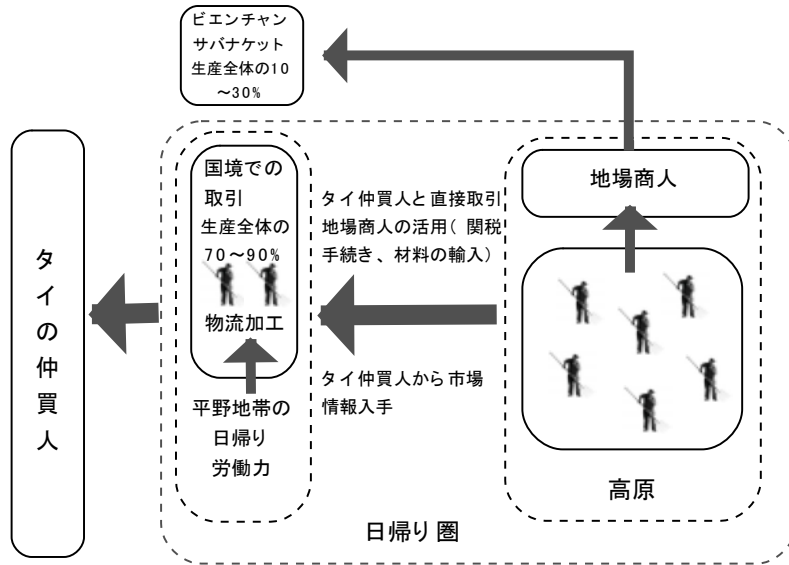 ビエンチャン
サバナケット
生産全体の10
～30%
タイの仲買人
国境での
取引
生産全体の
70～90%
物流加工
平野地帯の
日帰り
労働力
タイ仲買人と直接取引
地場商人の活用(関税
手続き、材料の輸入)
タイ仲買人から市場
情報入手
地場商人
高原
日帰り圏